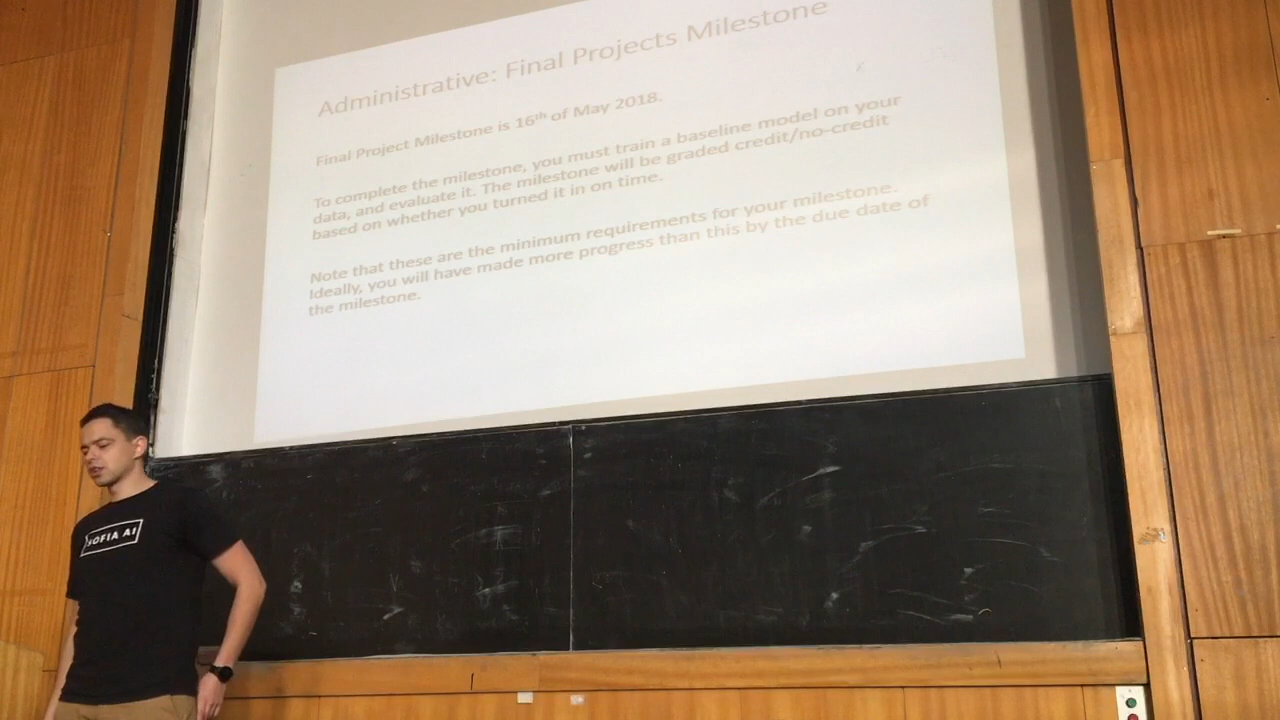 Administrative: Final Projects Milestone
Final Project Milestone is 16th of May 2018.
To complete the milestone, you must train a baseline model on your
data, and evaluate it. The milestone will be graded credit/no-credit
based on whether you turned it in on time.
Note that these are the minimum requirements for your milestone.
Ideally, you will have made more progress than this by the due date of
the milestone.
SOFIA AI